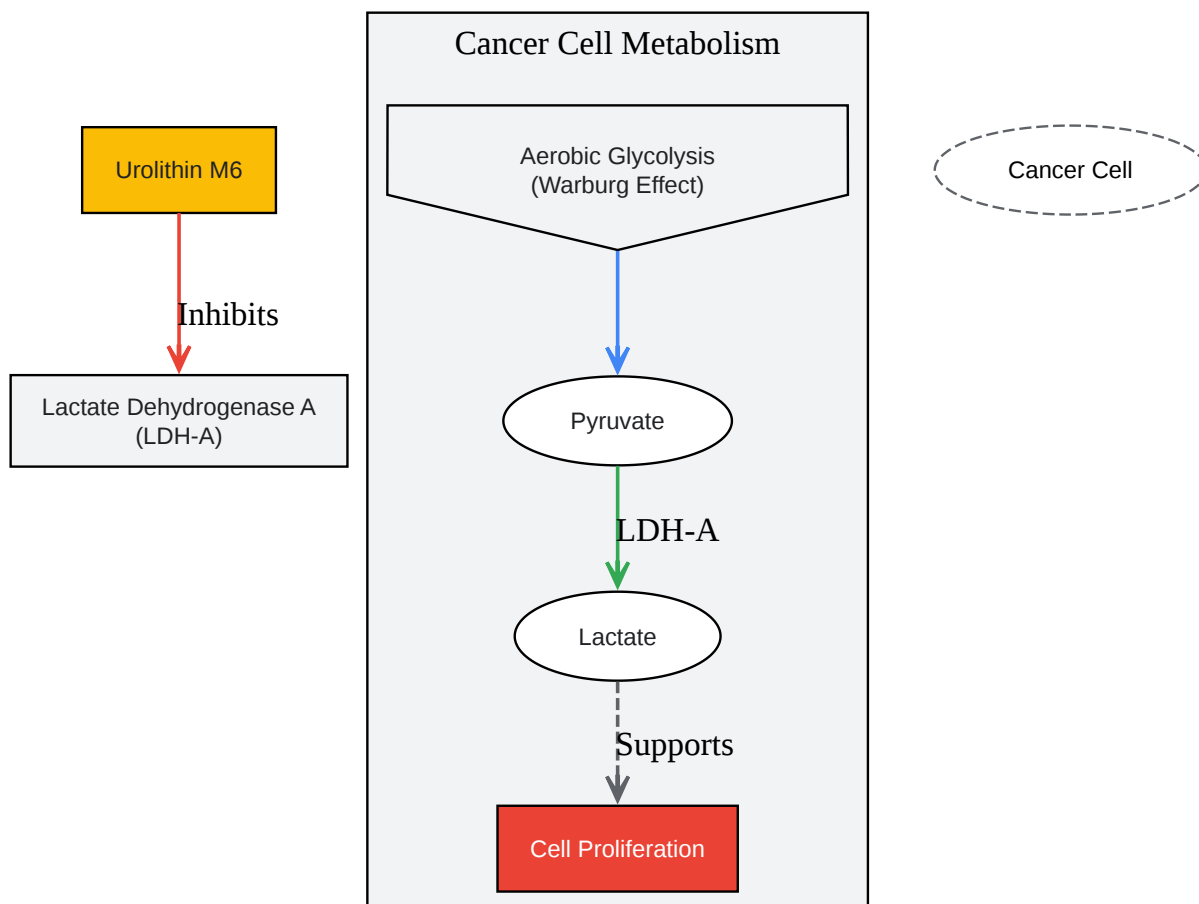 Cancer Cell Metabolism
Urolithin M6
Aerobic Glycolysis
(Warburg Effect)
Cancer Cell
Inhibits
Lactate Dehydrogenase A
(LDH-A)
Pyruvate
LDH-A
Lactate
Supports
Cell Proliferation